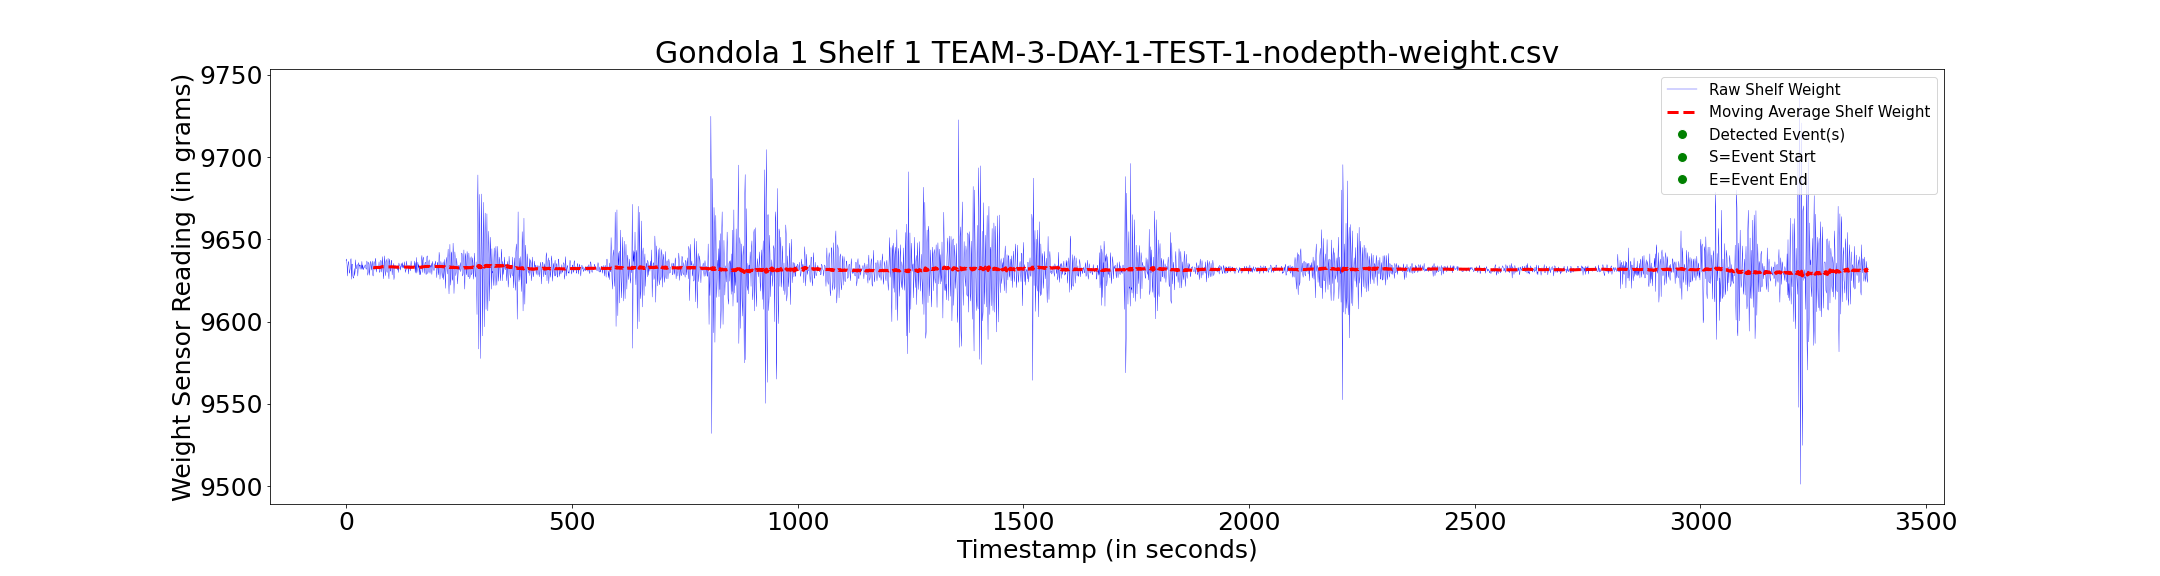 Gondola 1 Shelf 1 TEAM-3-DAY-1-TEST-1-nodepth-weight.csv
Weight Sensor Reading (in grams)
9750
9700
9650
9600
9550
9500
Raw Shelf Weight
Moving Average Shelf Weight
Detected Event(s)
S=Event Start
E=Event End
0 500 1000 1500 2000 2500 3000 3500
Timestamp (in seconds)